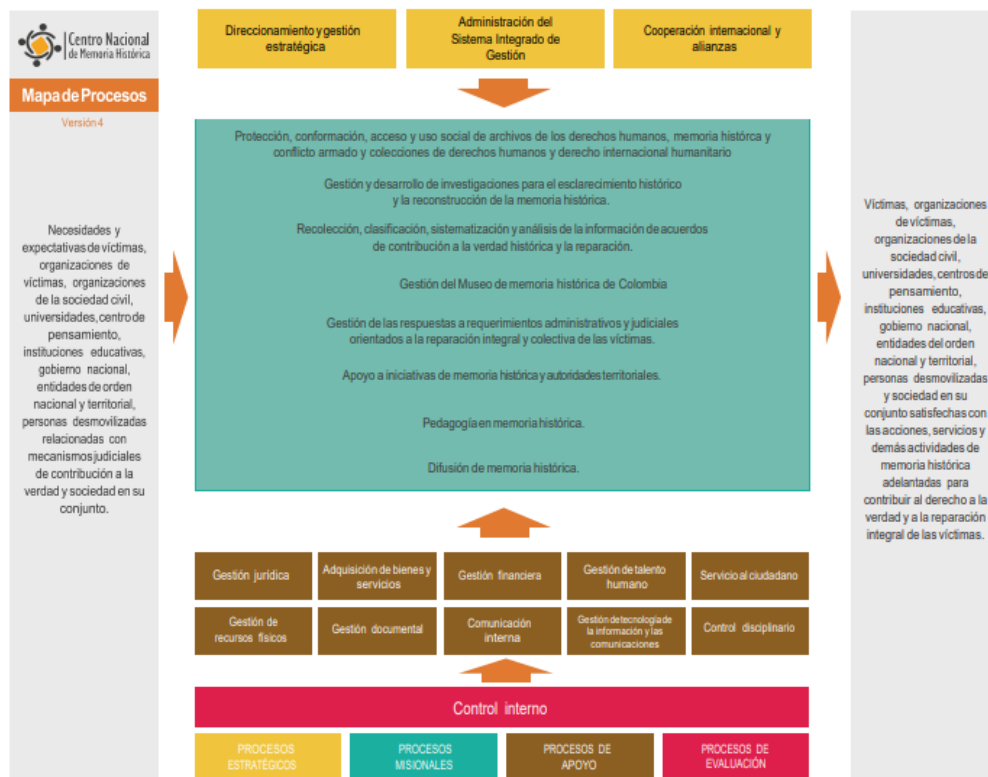 Centro Nacional
de Memoria Histórica
Mapa de Procesos
Versión 4
Necesidades y
expectativas de víctimas,
organizaciones de
víctimas, organizaciones
de la sociedad civil,
universidades, centro de
pensamiento,
instituciones educativas,
gobierno nacional,
entidades de orden
nacional y territorial,
personas desmovilizadas
relacionadas con
mecanismos judiciales
de contribución a la
verdad y sociedad en su
conjunto.
Direccionamiento y gestión
estratégica
Administración del
Sistema Integrado de
Gestión
Cooperación internacional y
alianzas
Protección, conformación, acceso y uso social de archivos de los derechos humanos, memoria histórca y
conflicto armado y colecciones de derechos humanos y derecho internacional humanitario
Gestión y desarrollo de investigaciones para el esclarecimiento histórico
y la reconstrucción de la memoria histórica.
Recolección, clasificación, sistematización y análisis de la información de acuerdos
de contribución a la verdad histórica y la reparación.
Gestión del Museo de memoria histórica de Colombia
Gestión de las respuestas a requerimientos administrativos y judiciales
orientados a la reparación integral y colectiva de las víctimas.
Apoyo a iniciativas de memoria histórica y autoridades territoriales.
Pedagogía en memoria histórica.
Difusión de memoria histórica.
Gestión jurídica
Adquisición de bienes y
servicios
Gestión financiera
Gestión de talento
humano
Servicio al ciudadano
Gestión de
recursos físicos
Gestión documental
Comunicación
interna
Gestión de tecnología de
la información y las
comunicaciones
Control disciplinario
Control interno
PROCESOS
ESTRATÉGICOS
PROCESOS
MISIONALES
PROCESOS DE
APOYO
PROCESOS DE
EVALUACIÓN
Víctimas, organizaciones
de víctimas,
organizaciones de la
sociedad civil,
universidades, centros de
pensamiento,
instituciones educativas,
gobierno nacional,
entidades del orden
nacional y territorial,
personas desmovilizadas
y sociedad en su
conjunto satisfechas con
las acciones, servicios y
demás actividades de
memoria histórica
adelantadas para
contribuir al derecho a la
verdad y a la reparación
integral de las víctimas.